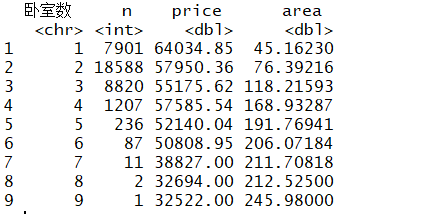 卧室数 n price area
<chr> <int> <dbl> <dbl>
1 1 7901 64034.85 45.16230
2 2 18588 57950.36 76.39216
3 3 8820 55175.62 118.21593
4 4 1207 57585.54 168.93287
5 5 236 52140.04 191.76941
6 6 87 50808.95 206.07184
7 7 11 38827.00 211.70818
8 8 2 32694.00 212.52500
9 9 1 32522.00 245.98000